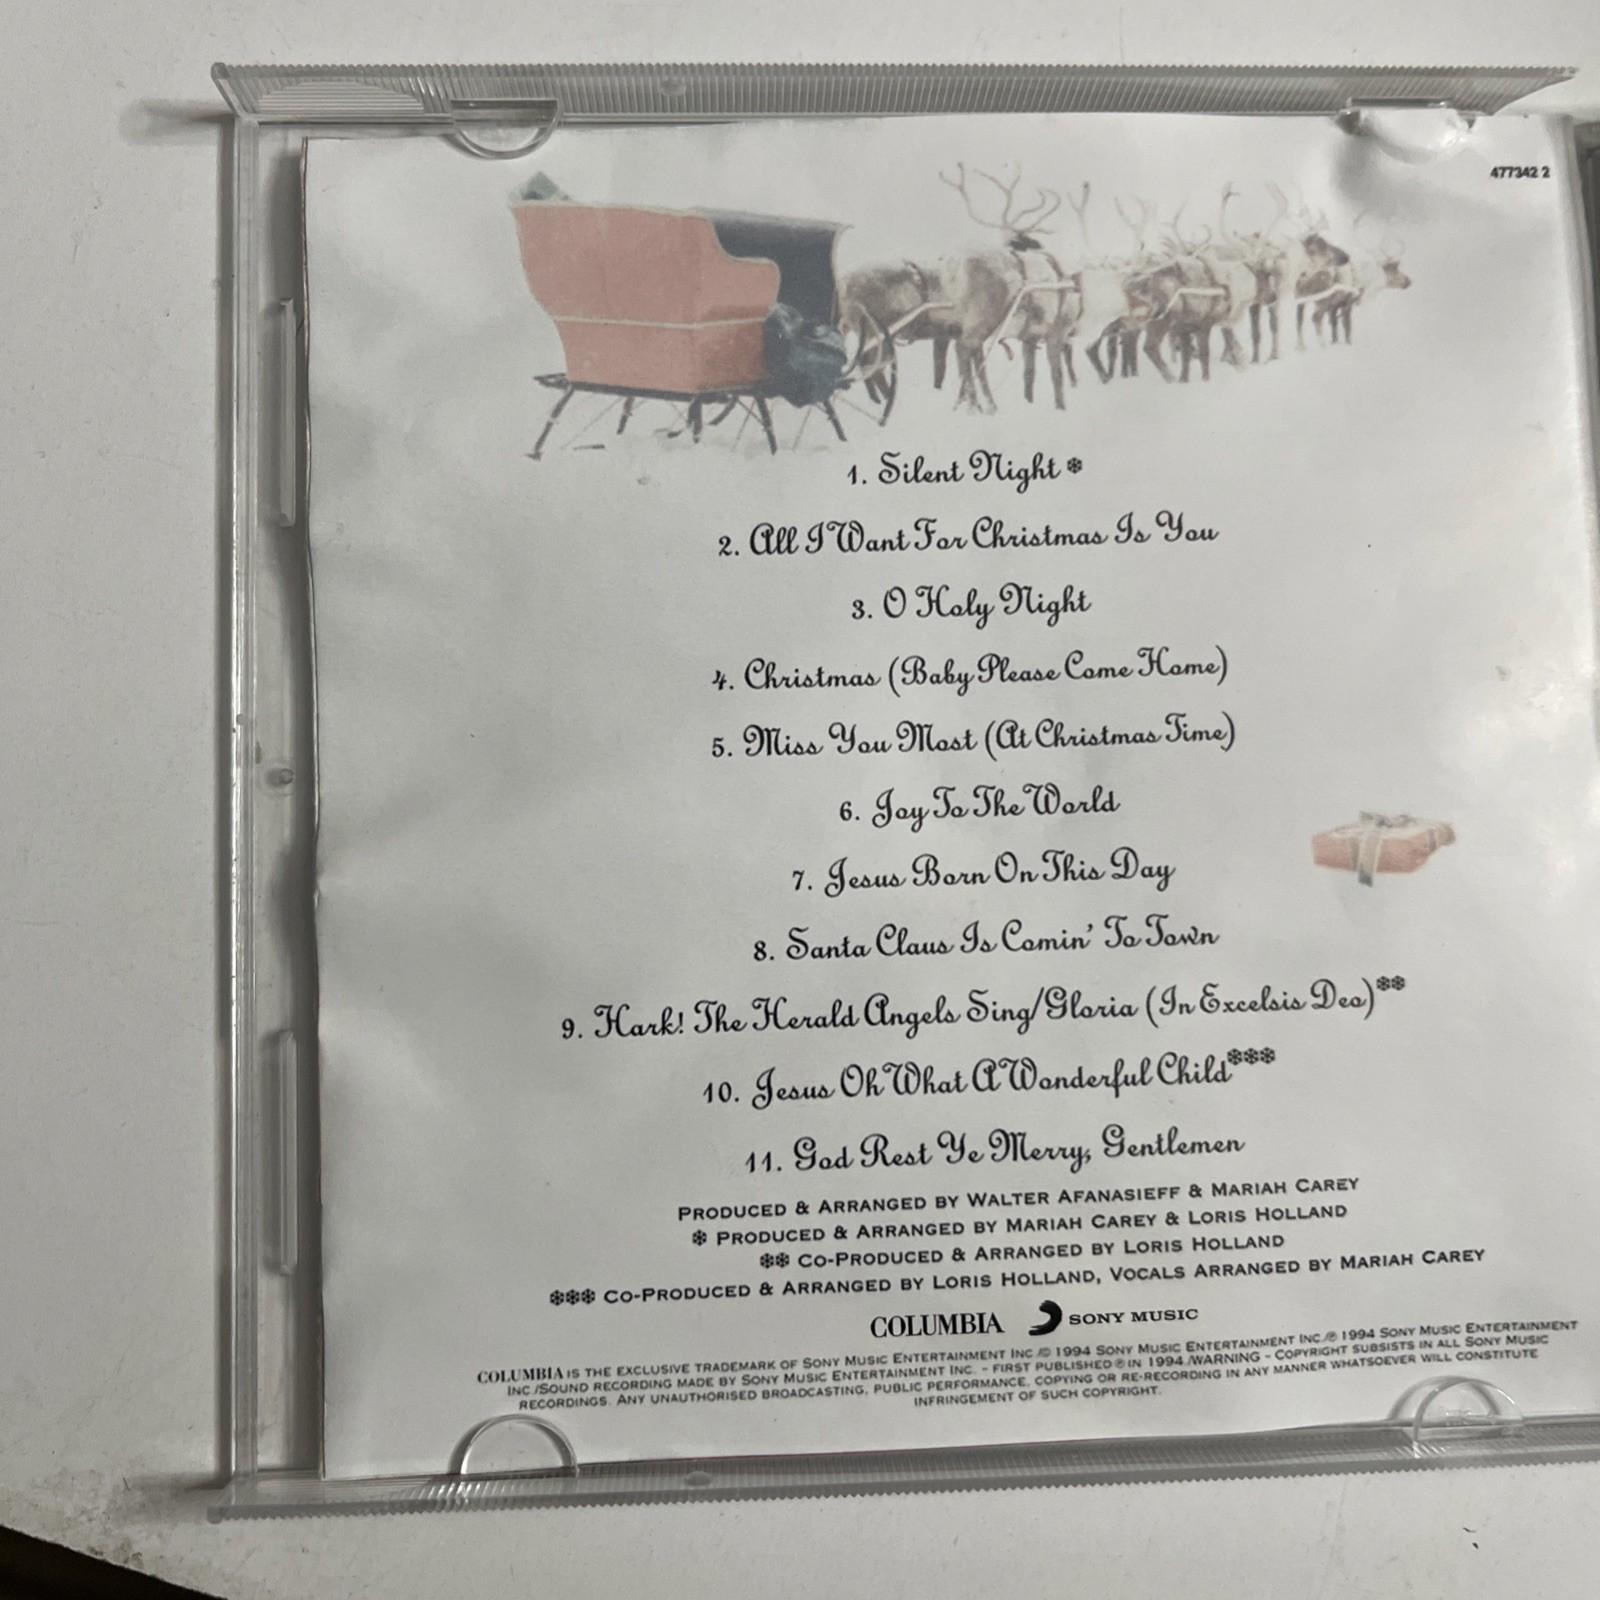 477342 2
1. Silent Night ❄
2. All I Want For Christmas Is You
3. O Holy Night
4. Christmas (Baby Please Come Home)
5. Miss You Most (At Christmas Time)
6. Joy To The World
7. Jesus Born On This Day
8. Santa Claus Is Comin' To Town
9. Hark! The Herald Angels Sing/Gloria (In Excelsis Deo)❄❄
10. Jesus Oh What A Wonderful Child❄❄❄
11. God Rest Ye Merry, Gentlemen
PRODUCED & ARRANGED BY WALTER AFANASIEFF & MARIAH CAREY
❄ PRODUCED & ARRANGED BY MARIAH CAREY & LORIS HOLLAND
❄❄ CO-PRODUCED & ARRANGED BY LORIS HOLLAND
❄❄❄ CO-PRODUCED & ARRANGED BY LORIS HOLLAND, VOCALS ARRANGED BY MARIAH CAREY
COLUMBIA SONY MUSIC
COLUMBIA IS THE EXCLUSIVE TRADEMARK OF SONY MUSIC ENTERTAINMENT INC./© 1994 SONY MUSIC ENTERTAINMENT INC./℗ 1994 SONY MUSIC ENTERTAINMENT
INC./SOUND RECORDING MADE BY SONY MUSIC ENTERTAINMENT INC. - FIRST PUBLISHED ℗ IN 1994./WARNING - COPYRIGHT SUBSISTS IN ALL SONY MUSIC
RECORDINGS. ANY UNAUTHORISED BROADCASTING, PUBLIC PERFORMANCE, COPYING OR RE-RECORDING IN ANY MANNER WHATSOEVER WILL CONSTITUTE
INFRINGEMENT OF SUCH COPYRIGHT.